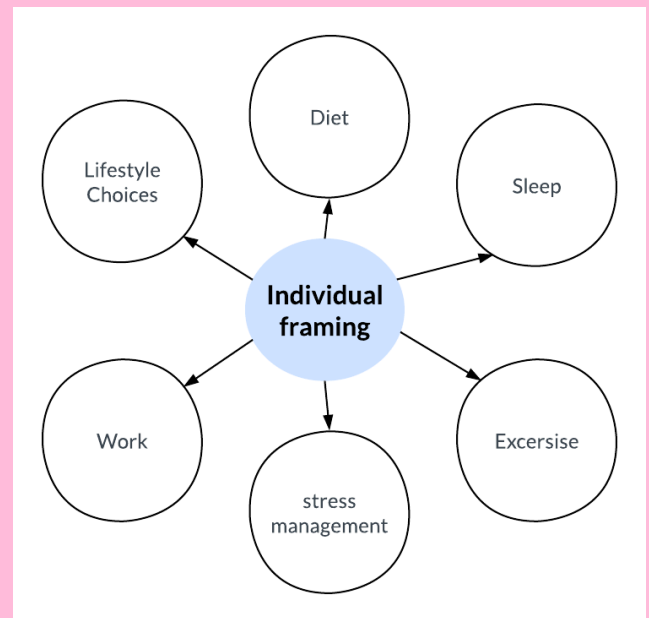 Diet
Lifestyle
Choices
Sleep
Individual
framing
Work
Excersise
stress
management